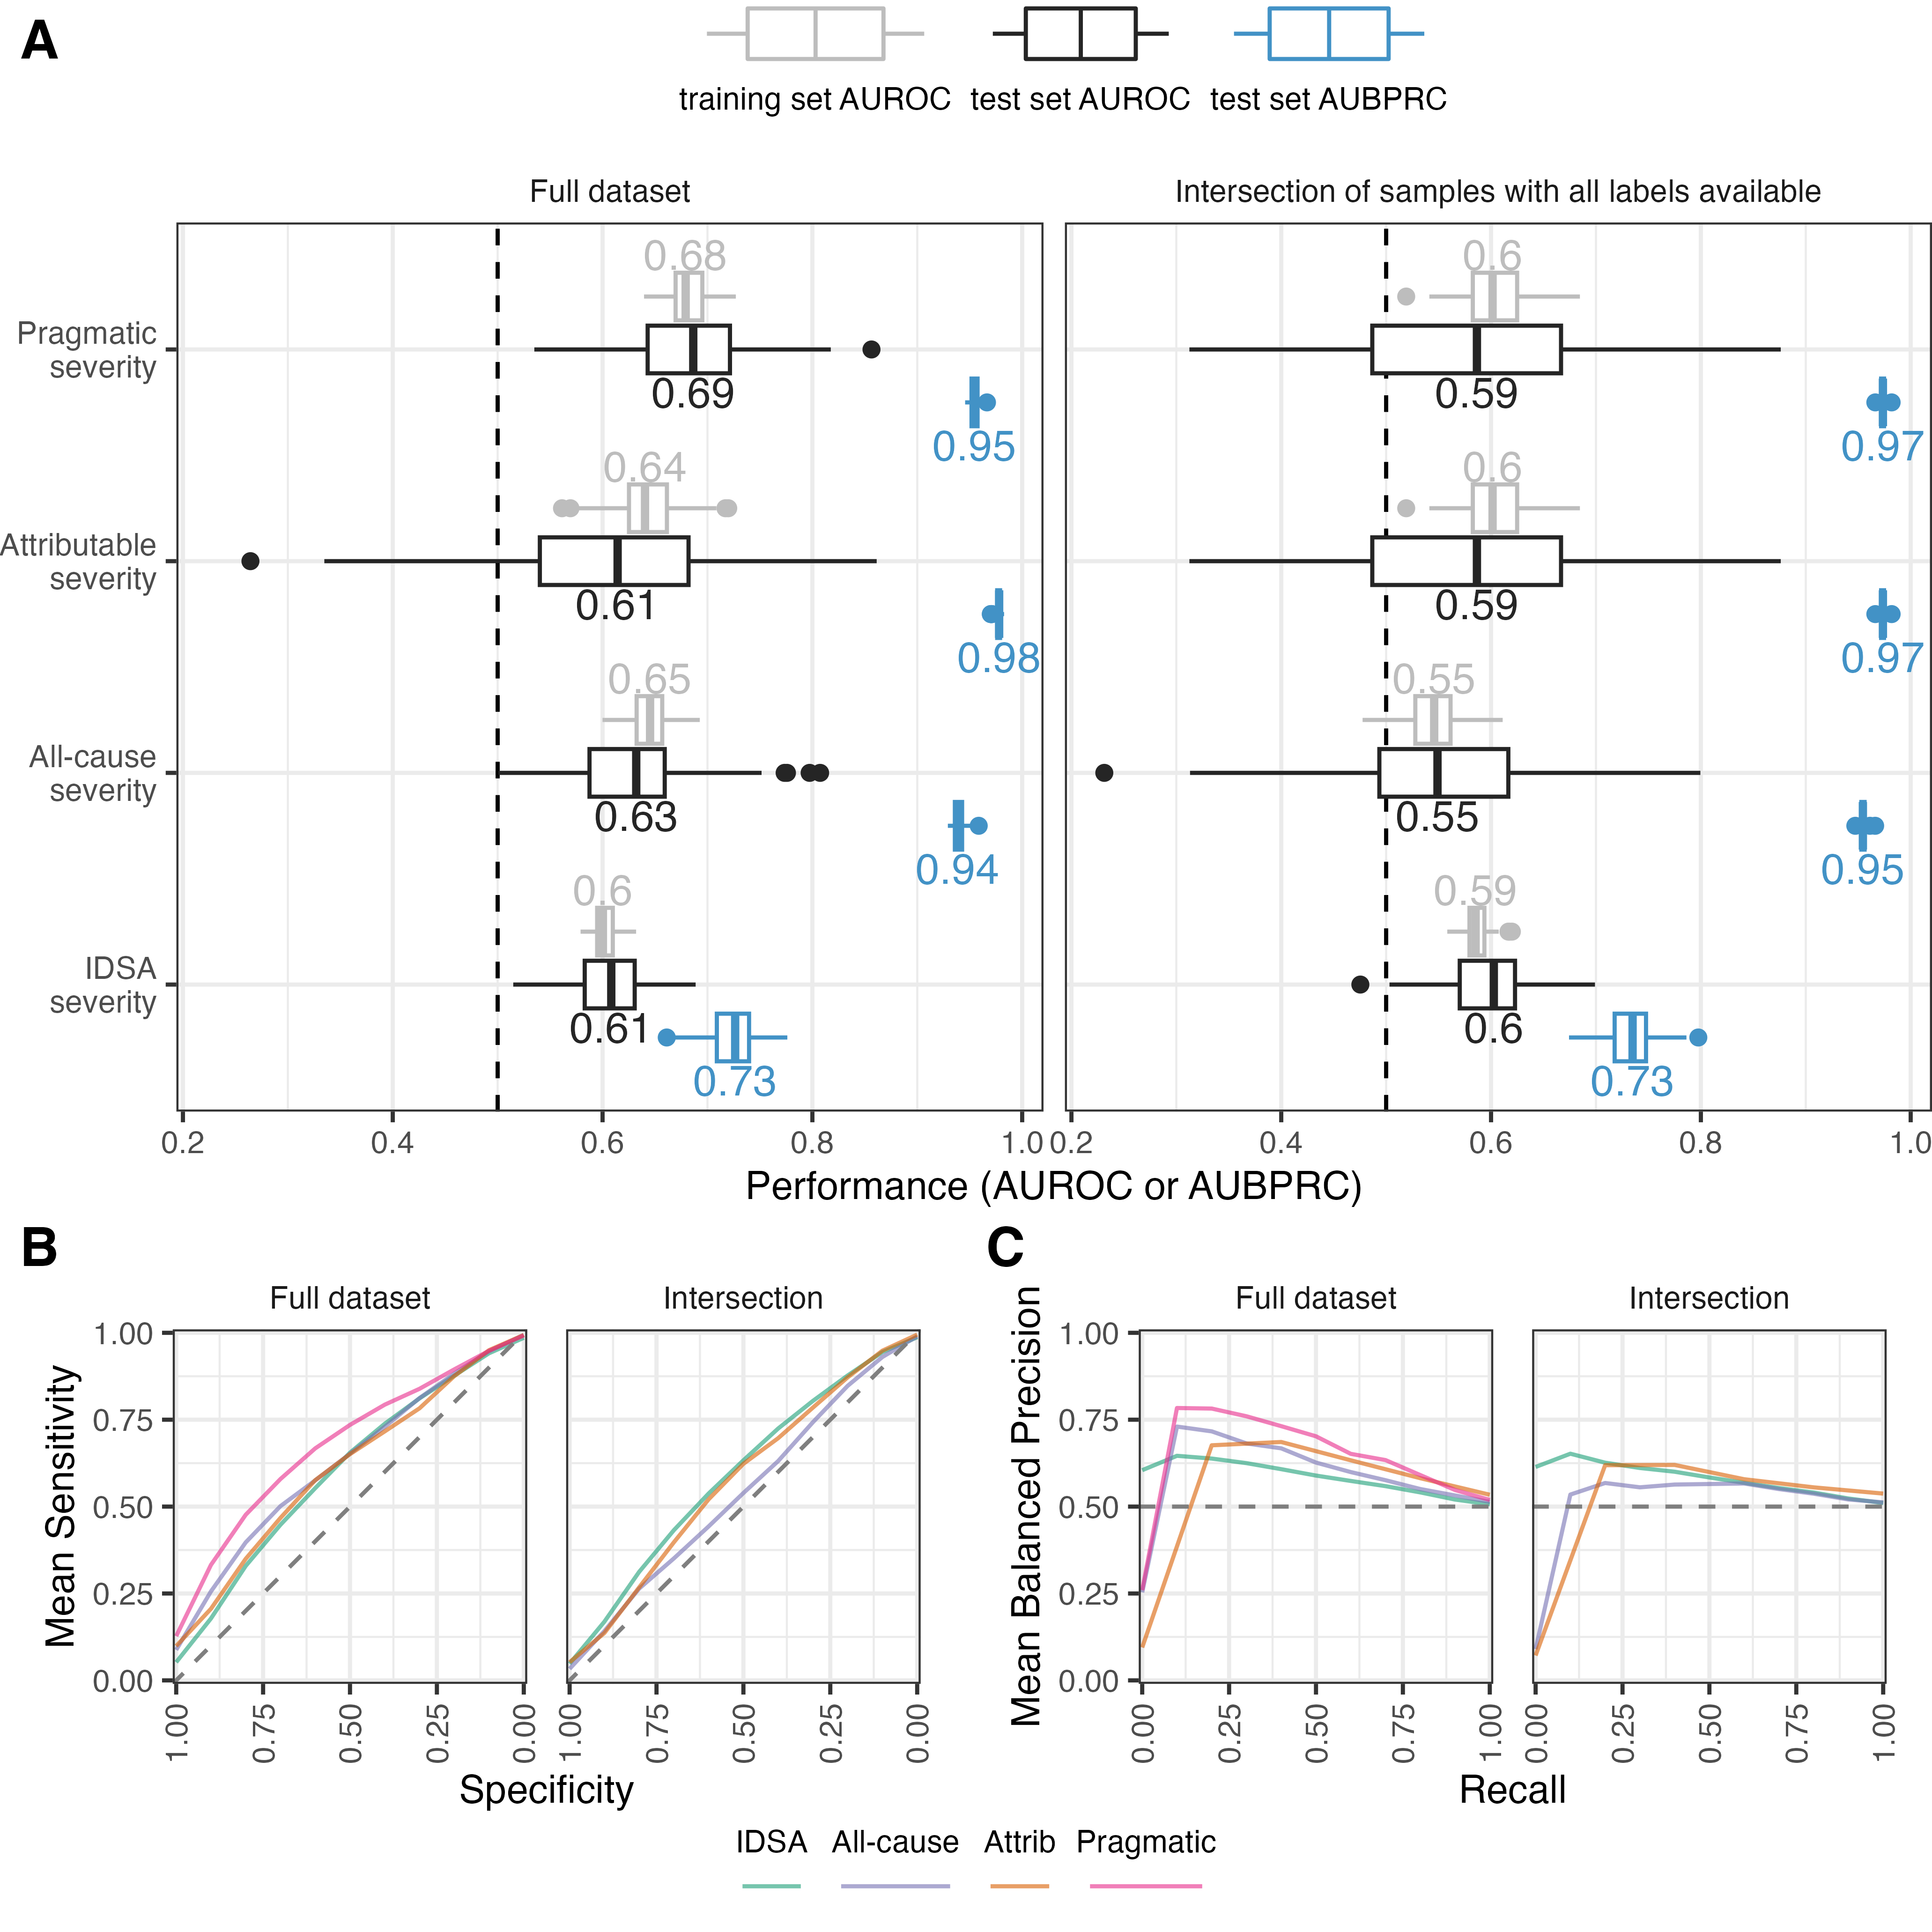 A
training set AUROC test set AUROC test set AUBPRC
Full dataset
Intersection of samples with all labels available
Pragmatic
severity
Attributable
severity
All-cause
severity
IDSA
severity
0.68
0.69
0.95
0.64
0.61
0.98
0.65
0.63
0.94
0.6
0.61
0.73
0.6
0.59
0.97
0.6
0.59
0.97
0.55
0.55
0.95
0.59
0.6
0.73
0.2 0.4 0.6 0.8 1.0
0.2 0.4 0.6 0.8 1.0
Performance (AUROC or AUBPRC)
B
Full dataset
Intersection
Mean Sensitivity
1.00
0.75
0.50
0.25
0.00
1.00 0.75 0.50 0.25 0.00
1.00 0.75 0.50 0.25 0.00
Specificity
C
Full dataset
Intersection
Mean Balanced Precision
1.00
0.75
0.50
0.25
0.00
0.00 0.25 0.50 0.75 1.00
0.00 0.25 0.50 0.75 1.00
Recall
IDSA All-cause Attrib Pragmatic